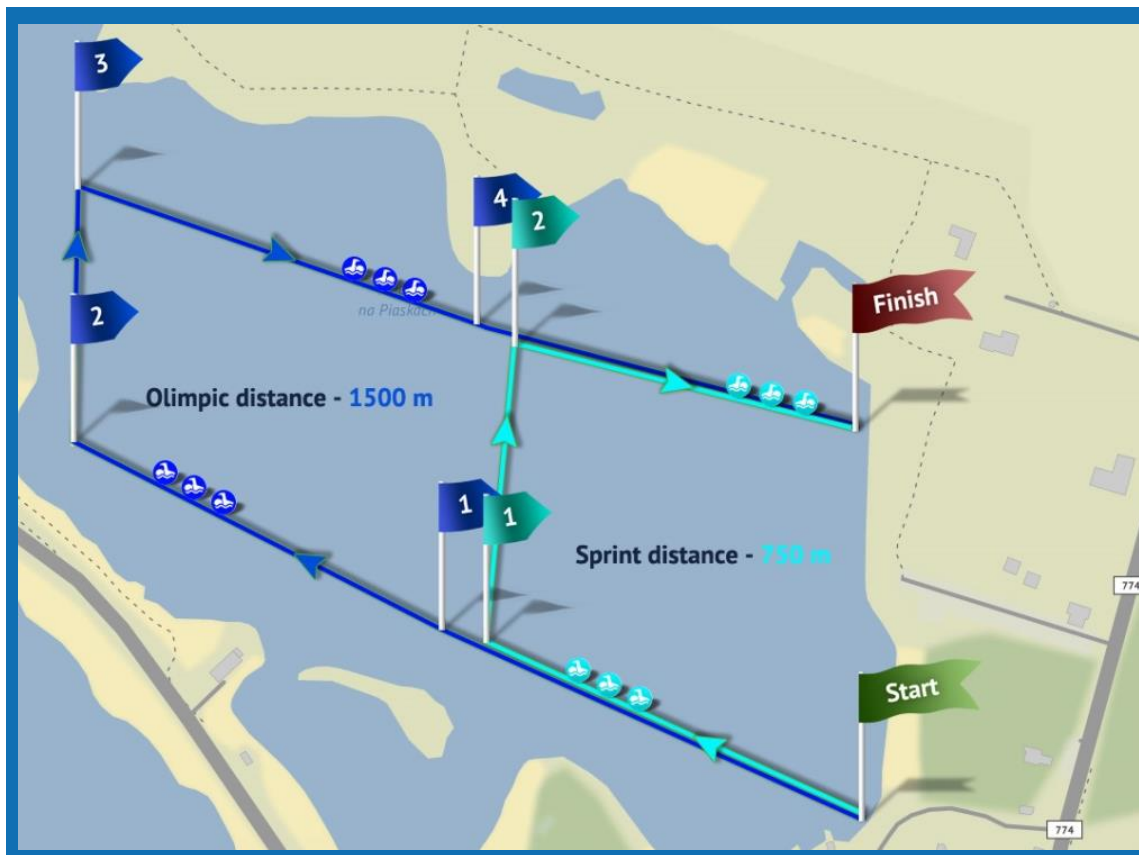 3
4
2
Finish
2
na Piaskach
Olimpic distance - 1500 m
1
1
Sprint distance - 750 m
774
Start
774